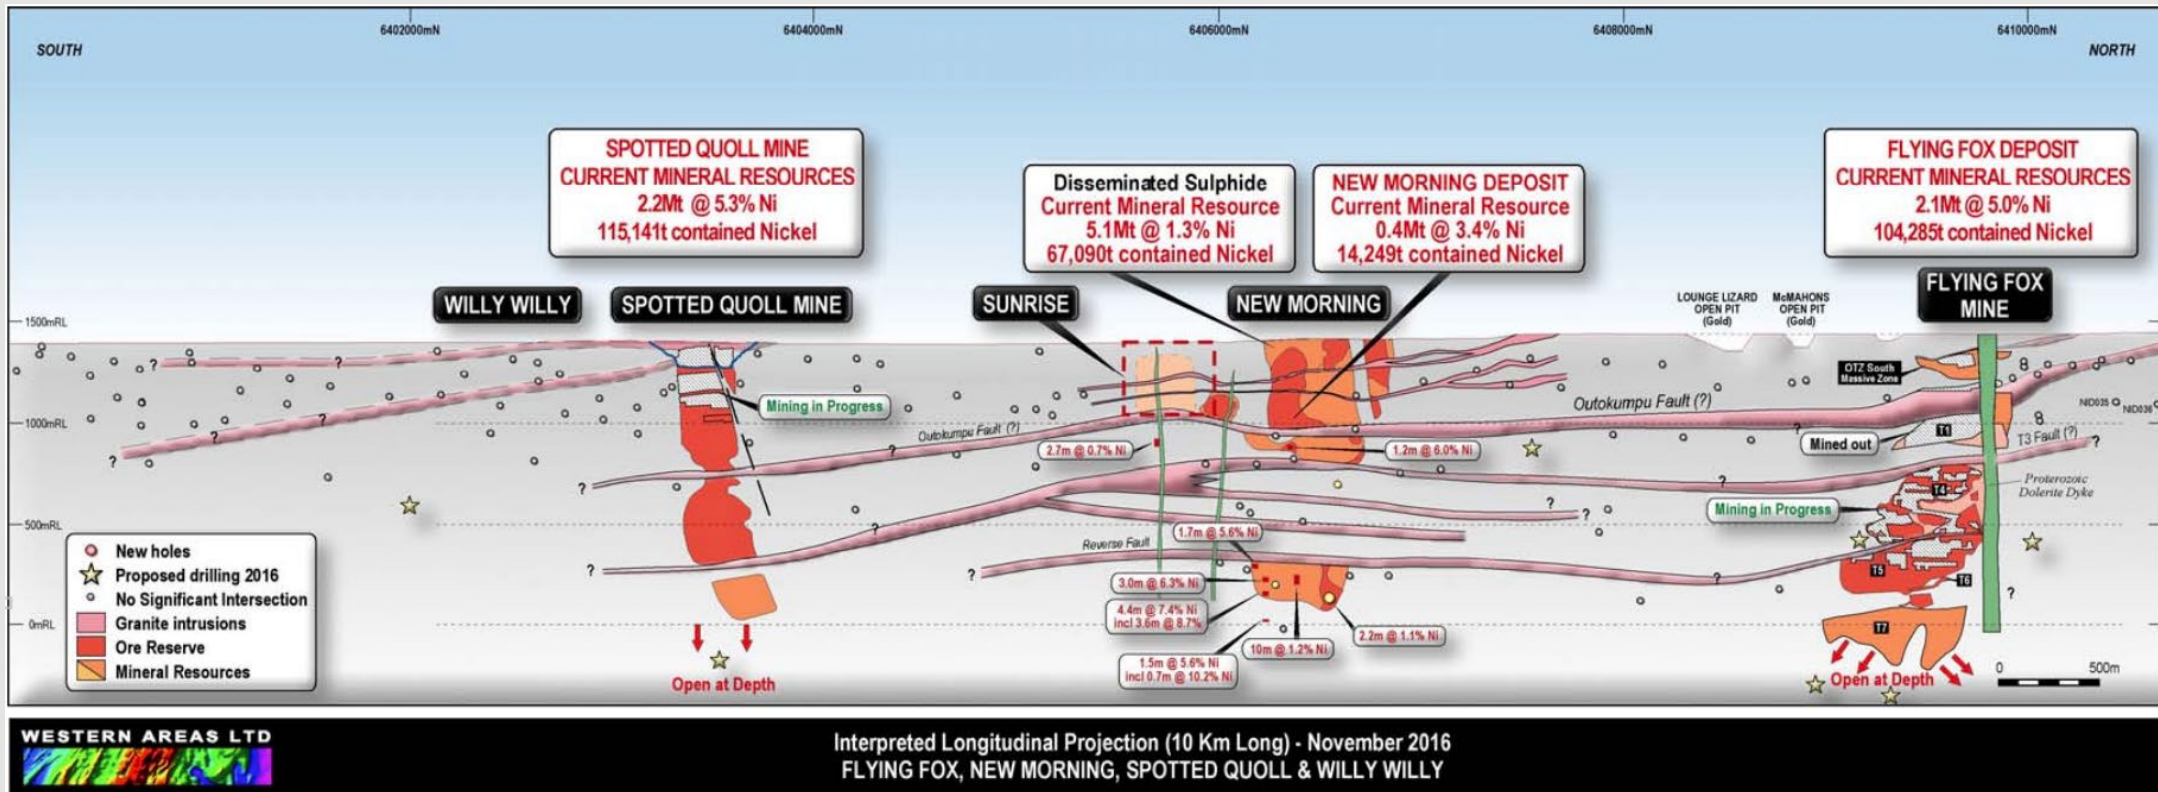 SOUTH
6402000mN
6404000mN
6406000mN
6408000mN
6410000mN
NORTH
SPOTTED QUOLL MINE
CURRENT MINERAL RESOURCES
2.2Mt @ 5.3% Ni
115,141t contained Nickel
Disseminated Sulphide
Current Mineral Resource
5.1Mt @ 1.3% Ni
67,090t contained Nickel
NEW MORNING DEPOSIT
Current Mineral Resource
0.4Mt @ 3.4% Ni
14,249t contained Nickel
FLYING FOX DEPOSIT
CURRENT MINERAL RESOURCES
2.1Mt @ 5.0% Ni
104,285t contained Nickel
WILLY WILLY
SPOTTED QUOLL MINE
SUNRISE
NEW MORNING
LOUNGE LIZARD
OPEN PIT
(Gold)
McMAHONS
OPEN PIT
(Gold)
FLYING FOX
MINE
1500mRL
1000mRL
500mRL
0mRL
?
?
?
?
?
Mining in Progress
Outokumpu Fault (?)
?
?
2.7m @ 0.7% Ni
1.2m @ 6.0% Ni
Outokumpu Fault (?)
?
OTZ South
Massive Zone
T1
Mined out
NID035
NID036
T3 Fault (?)
?
?
Proterozoic
Dolerite Dyke
T4
Mining in Progress
?
?
?
?
1.7m @ 5.6% Ni
Reverse Fault
?
?
3.0m @ 6.3% Ni
4.4m @ 7.4% Ni
incl 3.6m @ 8.7%
1.5m @ 5.6% Ni
incl 0.7m @ 10.2% Ni
10m @ 1.2% Ni
2.2m @ 1.1% Ni
T5
T6
?
T7
Open at Depth
Open at Depth
0
500m
New holes
Proposed drilling 2016
No Significant Intersection
Granite intrusions
Ore Reserve
Mineral Resources
WESTERN AREAS LTD
Interpreted Longitudinal Projection (10 Km Long) - November 2016
FLYING FOX, NEW MORNING, SPOTTED QUOLL & WILLY WILLY